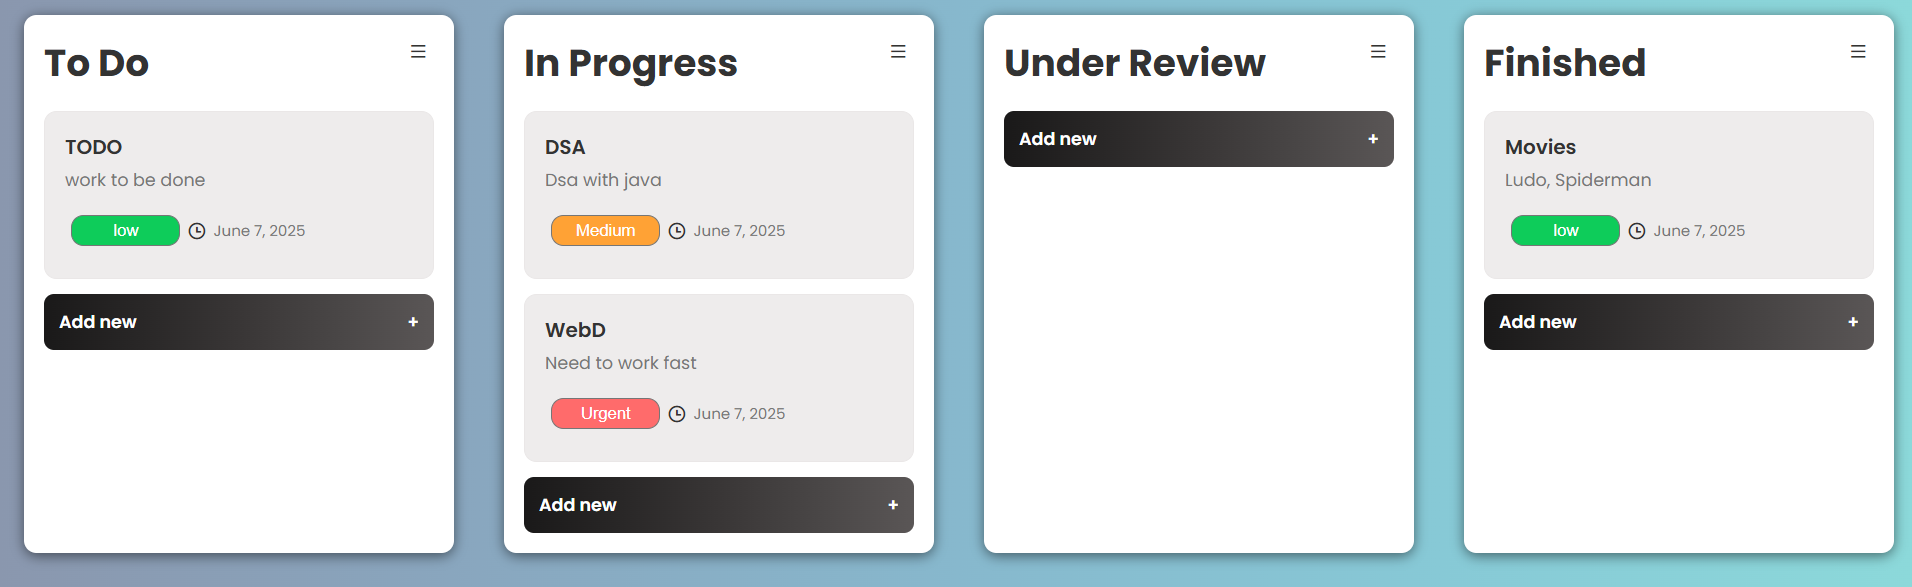 To Do
TODO
work to be done
low June 7, 2025
Add new +
In Progress
DSA
Dsa with java
Medium June 7, 2025
WebD
Need to work fast
Urgent June 7, 2025
Add new +
Under Review
Add new +
Finished
Movies
Ludo, Spiderman
low June 7, 2025
Add new +